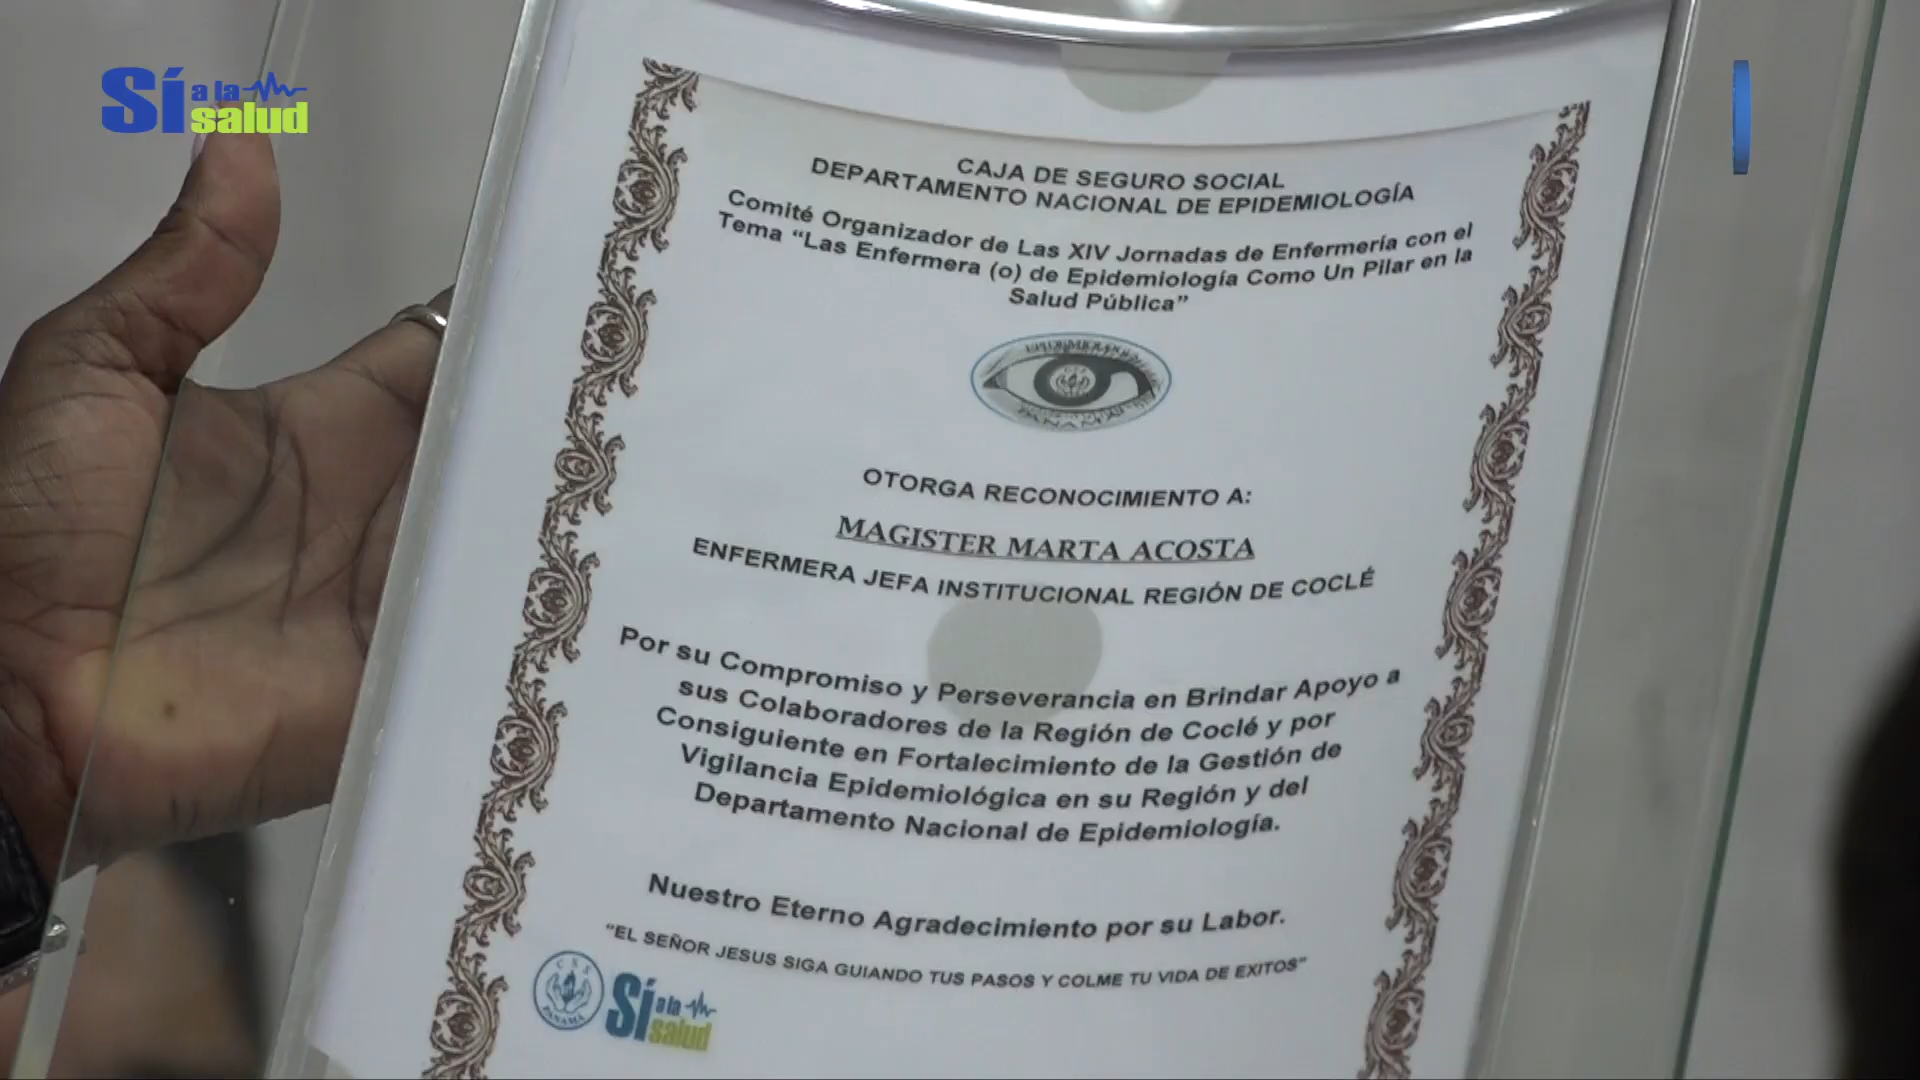 Sí a la salud
CAJA DE SEGURO SOCIAL
DEPARTAMENTO NACIONAL DE EPIDEMIOLOGÍA
Comité Organizador de Las XIV Jornadas de Enfermería con el
Tema “Las Enfermera (o) de Epidemiología Como Un Pilar en la
Salud Pública”
EPIDEMIOLOGIA
PANAMA
OTORGA RECONOCIMIENTO A:
MAGISTER MARTA ACOSTA
ENFERMERA JEFA INSTITUCIONAL REGIÓN DE COCLÉ
Por su Compromiso y Perseverancia en Brindar Apoyo a
sus Colaboradores de la Región de Coclé y por
Consiguiente en Fortalecimiento de la Gestión de
Vigilancia Epidemiológica en su Región y del
Departamento Nacional de Epidemiología.
Nuestro Eterno Agradecimiento por su Labor.
“EL SEÑOR JESUS SIGA GUIANDO TUS PASOS Y COLME TU VIDA DE EXITOS”
C S S
PANAMÁ
Sí a la salud